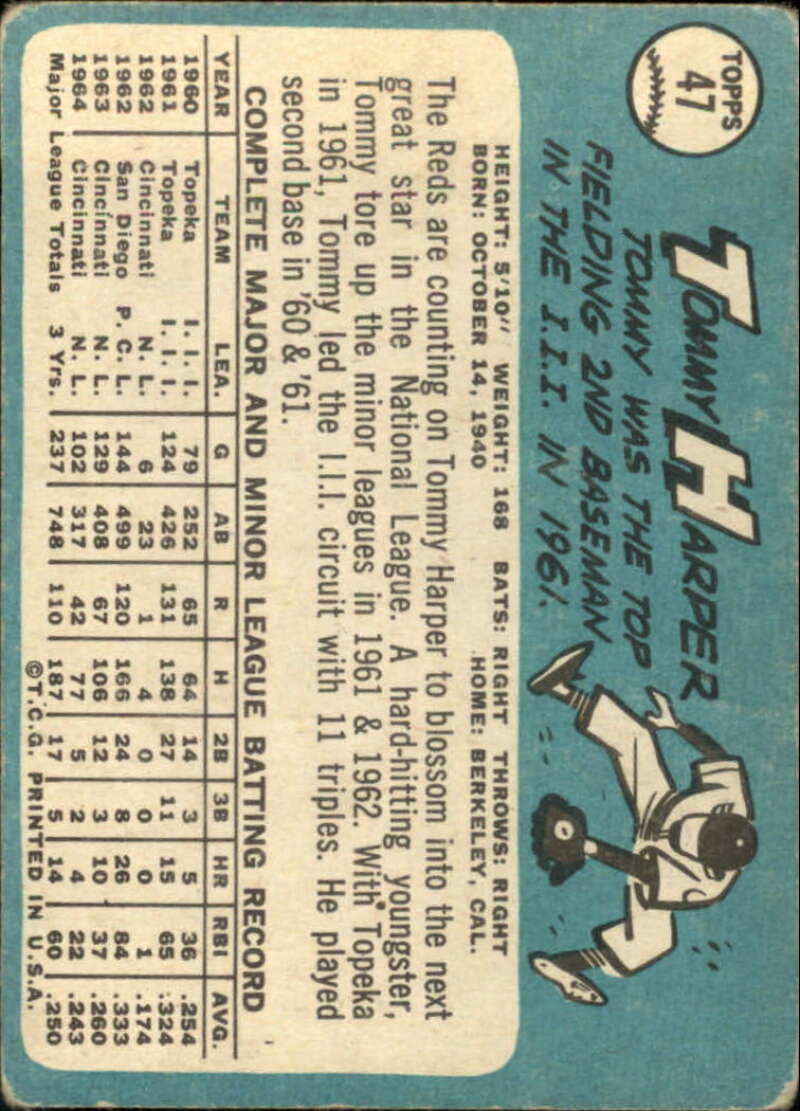 TOPPS
47
TOMMY HARPER
TOMMY WAS THE TOP
FIELDING 2ND BASEMAN
IN THE I.I.I. IN 1961.
HEIGHT: 5'10" WEIGHT: 168 BATS: RIGHT THROWS: RIGHT
BORN: OCTOBER 14, 1940 HOME: BERKELEY, CAL.
The Reds are counting on Tommy Harper to blossom into the next
great star in the National League. A hard-hitting youngster,
Tommy tore up the minor leagues in 1961 & 1962. With Topeka
in 1961, Tommy led the I.I.I. circuit with 11 triples. He played
second base in '60 & '61.
COMPLETE MAJOR AND MINOR LEAGUE BATTING RECORD
YEAR TEAM LEA. G AB R H 2B 3B HR RBI AVG.
1960 Topeka I. I. I. 79 252 65 64 14 3 5 36 .254
1961 Topeka I. I. I. 124 426 131 138 27 11 15 65 .324
1962 Cincinnati N. L. 6 23 1 4 0 0 0 1 .174
1962 San Diego P. C. L. 144 499 120 166 24 8 26 84 .333
1963 Cincinnati N. L. 129 408 67 106 12 3 10 37 .260
1964 Cincinnati N. L. 102 317 42 77 5 2 4 22 .243
Major League Totals 3 Yrs. 237 748 110 187 17 5 14 60 .250
©T.C.G. PRINTED IN U.S.A.